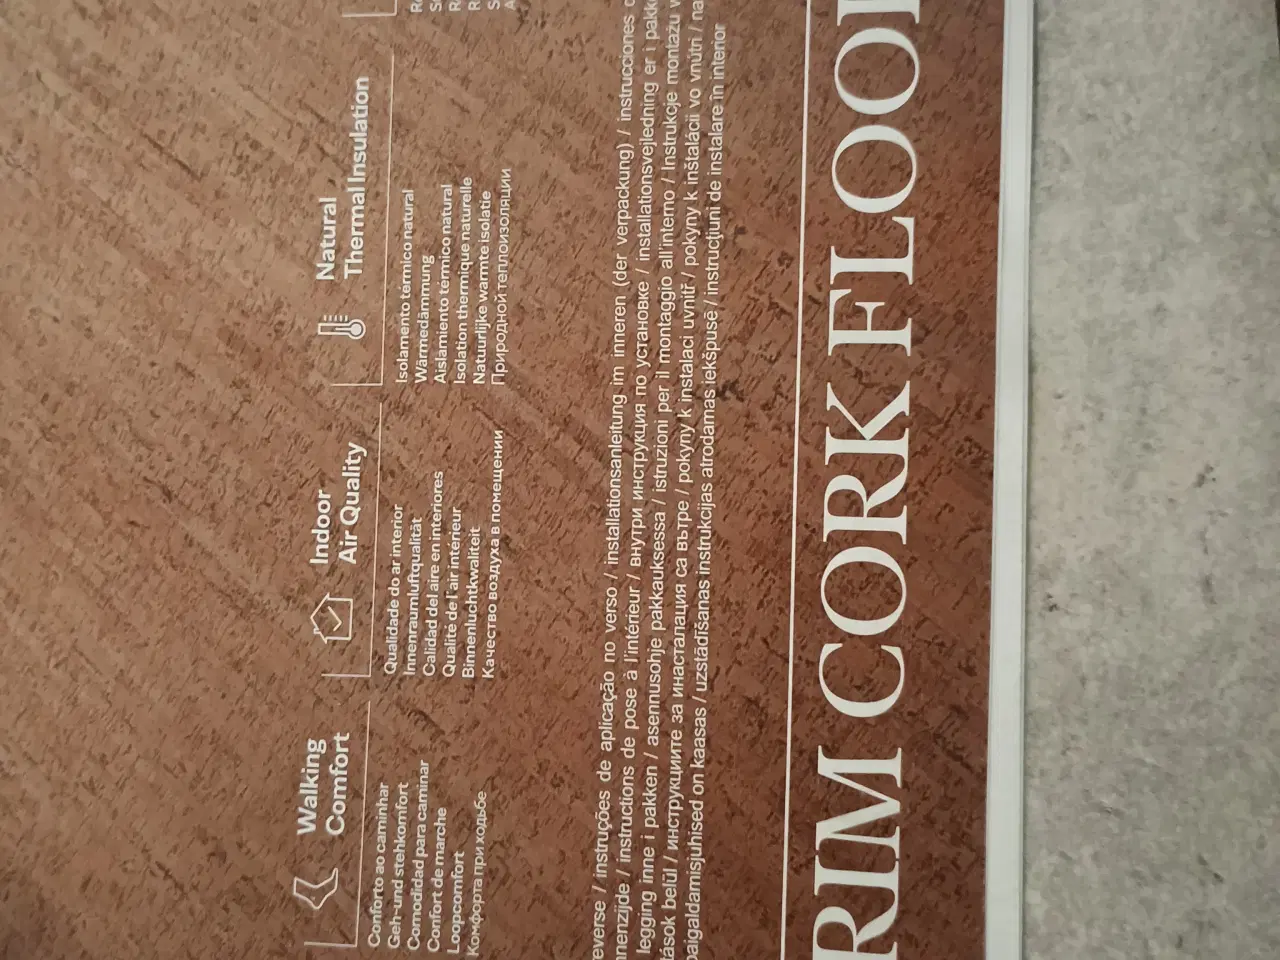 Walking
Comfort
Conforto ao caminhar
Geh-und stehkomfort
Comodidad para caminar
Confort de marche
Loopcomfort
Комфорта при ходьбе
Indoor
Air Quality
Qualidade do ar interior
Innenraumluftqualität
Calidad del aire en interiores
Qualité de l'air intérieur
Binnenluchtkwaliteit
Качество воздуха в помещении
Natural
Thermal Insulation
Isolamento termico natural
Wärmedämmung
Aislamiento termico natural
Isolation thermique naturelle
Natuurlijke warmte isolatie
Природной теплоизоляции
everse / instruções de aplicação no verso / installationsanleitung im inneren (der verpackung) / instrucciones
nnenzijde / instructions de pose à l'intérieur / внутри инструкция по установке / installationsvejledning er i pakk
legging inne i pakken / asennusohje pakkauksessa / istruzioni per il montaggio all'interno / Instrukcje montażu
tások belül / инструкциите за инасталация са вътре / pokyny k instalaci uvnitř / pokyny k inštalácii vo vnútri / na
paigaldamisjuhised on kaasas / uzstādīšanas instrukcijas atrodamas iekšpusē / instrucțiuni de instalare în interior
RIM CORK FLOO